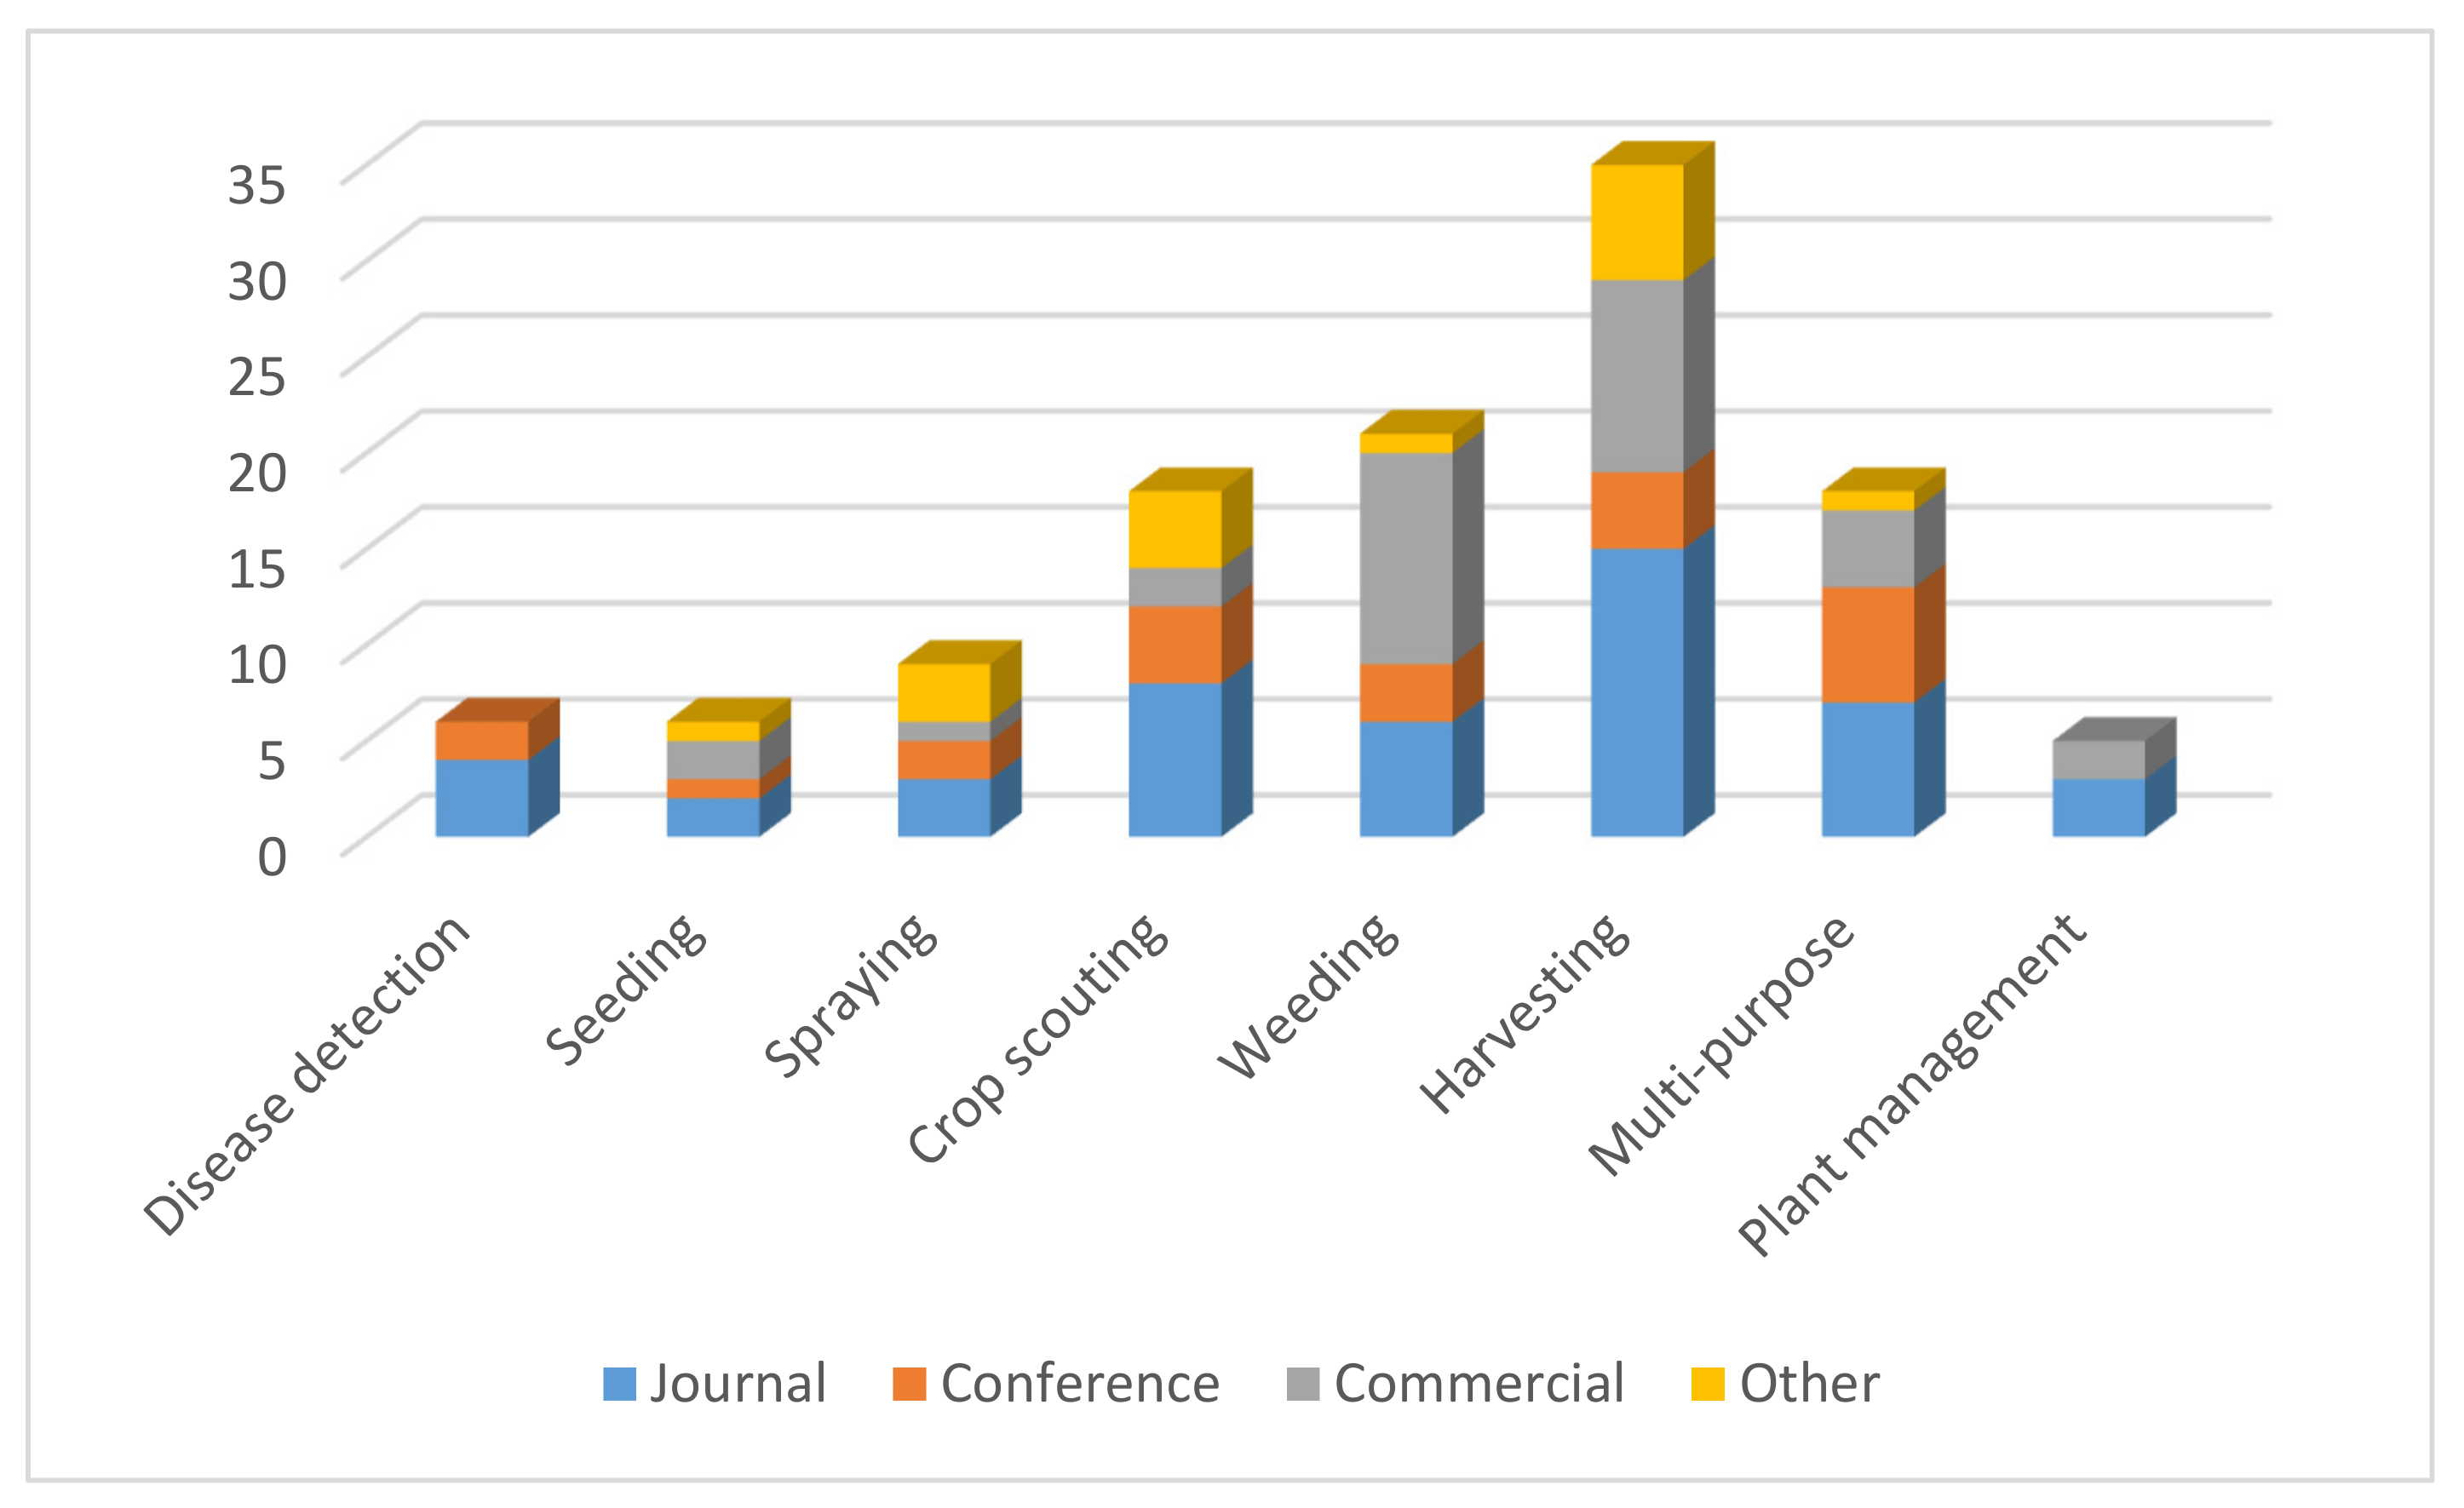 35
30
25
20
15
10
5
0
Disease detection
Seeding
Spraving
Crop scouting
Weeding
Harvesting
Multi-purpose
Plant management
Journal Conference Commercial Other